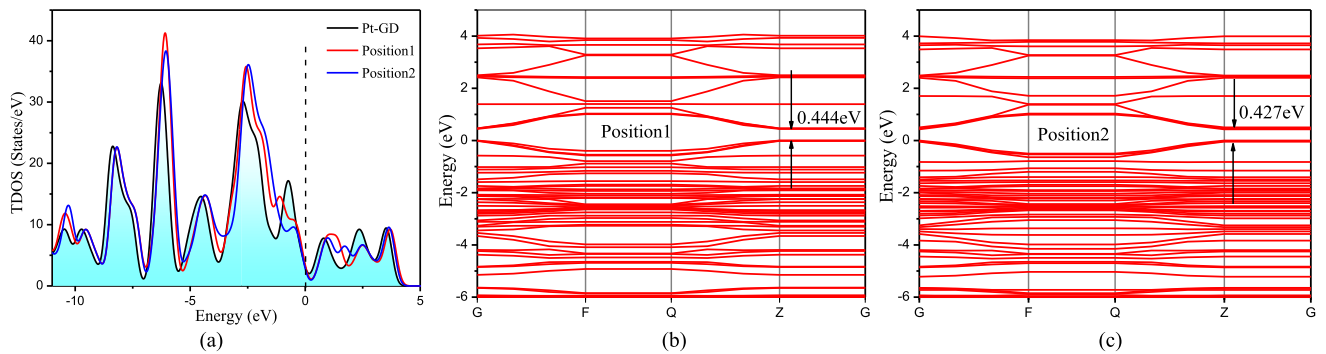 40
30
20
10
0
-10
-5
0
5
TDOS (States/eV)
Energy (eV)
Pt-GD
Position1
Position2
(a)
4
2
0
-2
-4
-6
Energy (eV)
Position1
0.444eV
G
F
Q
Z
G
(b)
4
2
0
-2
-4
-6
Energy (eV)
Position2
0.427eV
G
F
Q
Z
G
(c)